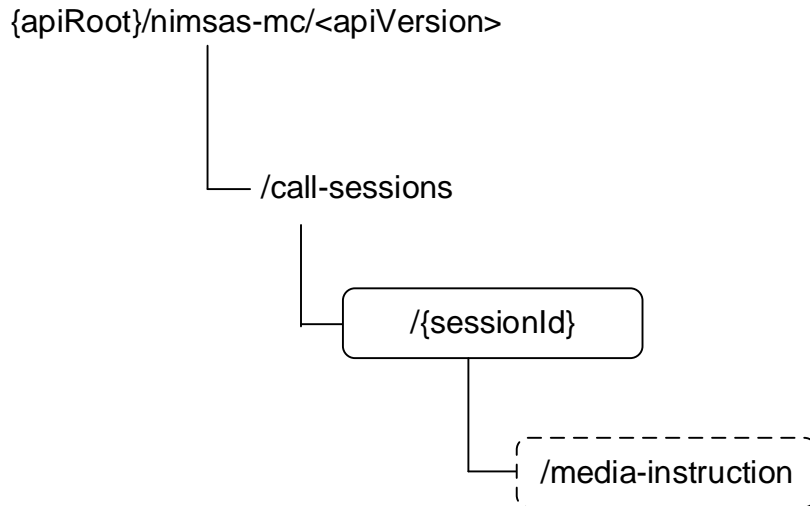 {apiRoot}/nimsas-mc/<apiVersion>
/call-sessions
/{sessionId}
/media-instruction